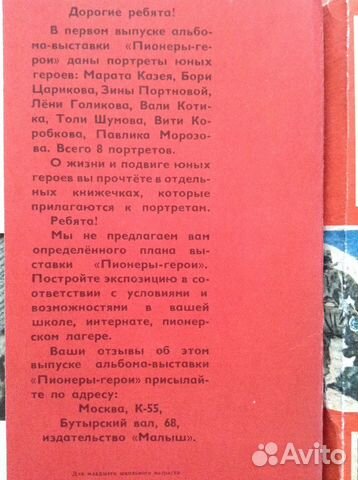 Дорогие ребята!
В первом выпуске альбо-
ма-выставки «Пионеры-ге-
рои» даны портреты юных
героев: Марата Казея, Бори
Царикова, Зины Портновой,
Лёни Голикова, Вали Коти-
ка, Толи Шумова, Вити Ко-
робкова, Павлика Морозо-
ва. Всего 8 портретов.
О жизни и подвиге юных
героев вы прочтёте в отдель-
ных книжечках, которые
прилагаются к портретам.
Ребята!
Мы не предлагаем вам
определённого плана вы-
ставки «Пионеры-герои».
Постройте экспозицию в со-
ответствии с условиями и
возможностями в вашей
школе, интернате, пионер-
ском лагере.
Ваши отзывы об этом
выпуске альбома-выставки
«Пионеры-герои» присылай-
те по адресу:
Москва, К-55,
Бутырский вал, 68,
издательство «Малыш».
Для младшего школьного возраста
Avito